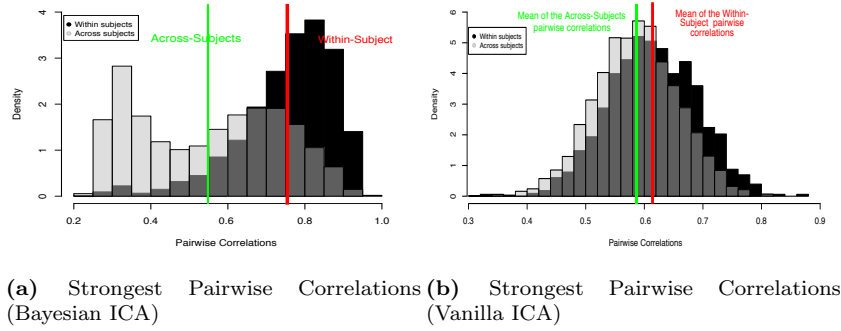 Within subjects
Across subjects
Across-Subjects
Within-Subject
Density
0
1
2
3
4
0.2
0.4
0.6
0.8
1.0
Pairwise Correlations
Mean of the Across-Subjects
pairwise correlations
Mean of the Within-
Subject pairwise
correlations
Within subjects
Across subjects
Density
0
1
2
3
4
5
6
0.3
0.4
0.5
0.6
0.7
0.8
0.9
Pairwise Correlations
(a) Strongest Pairwise Correlations
(Bayesian ICA)
(b) Strongest Pairwise Correlations
(Vanilla ICA)